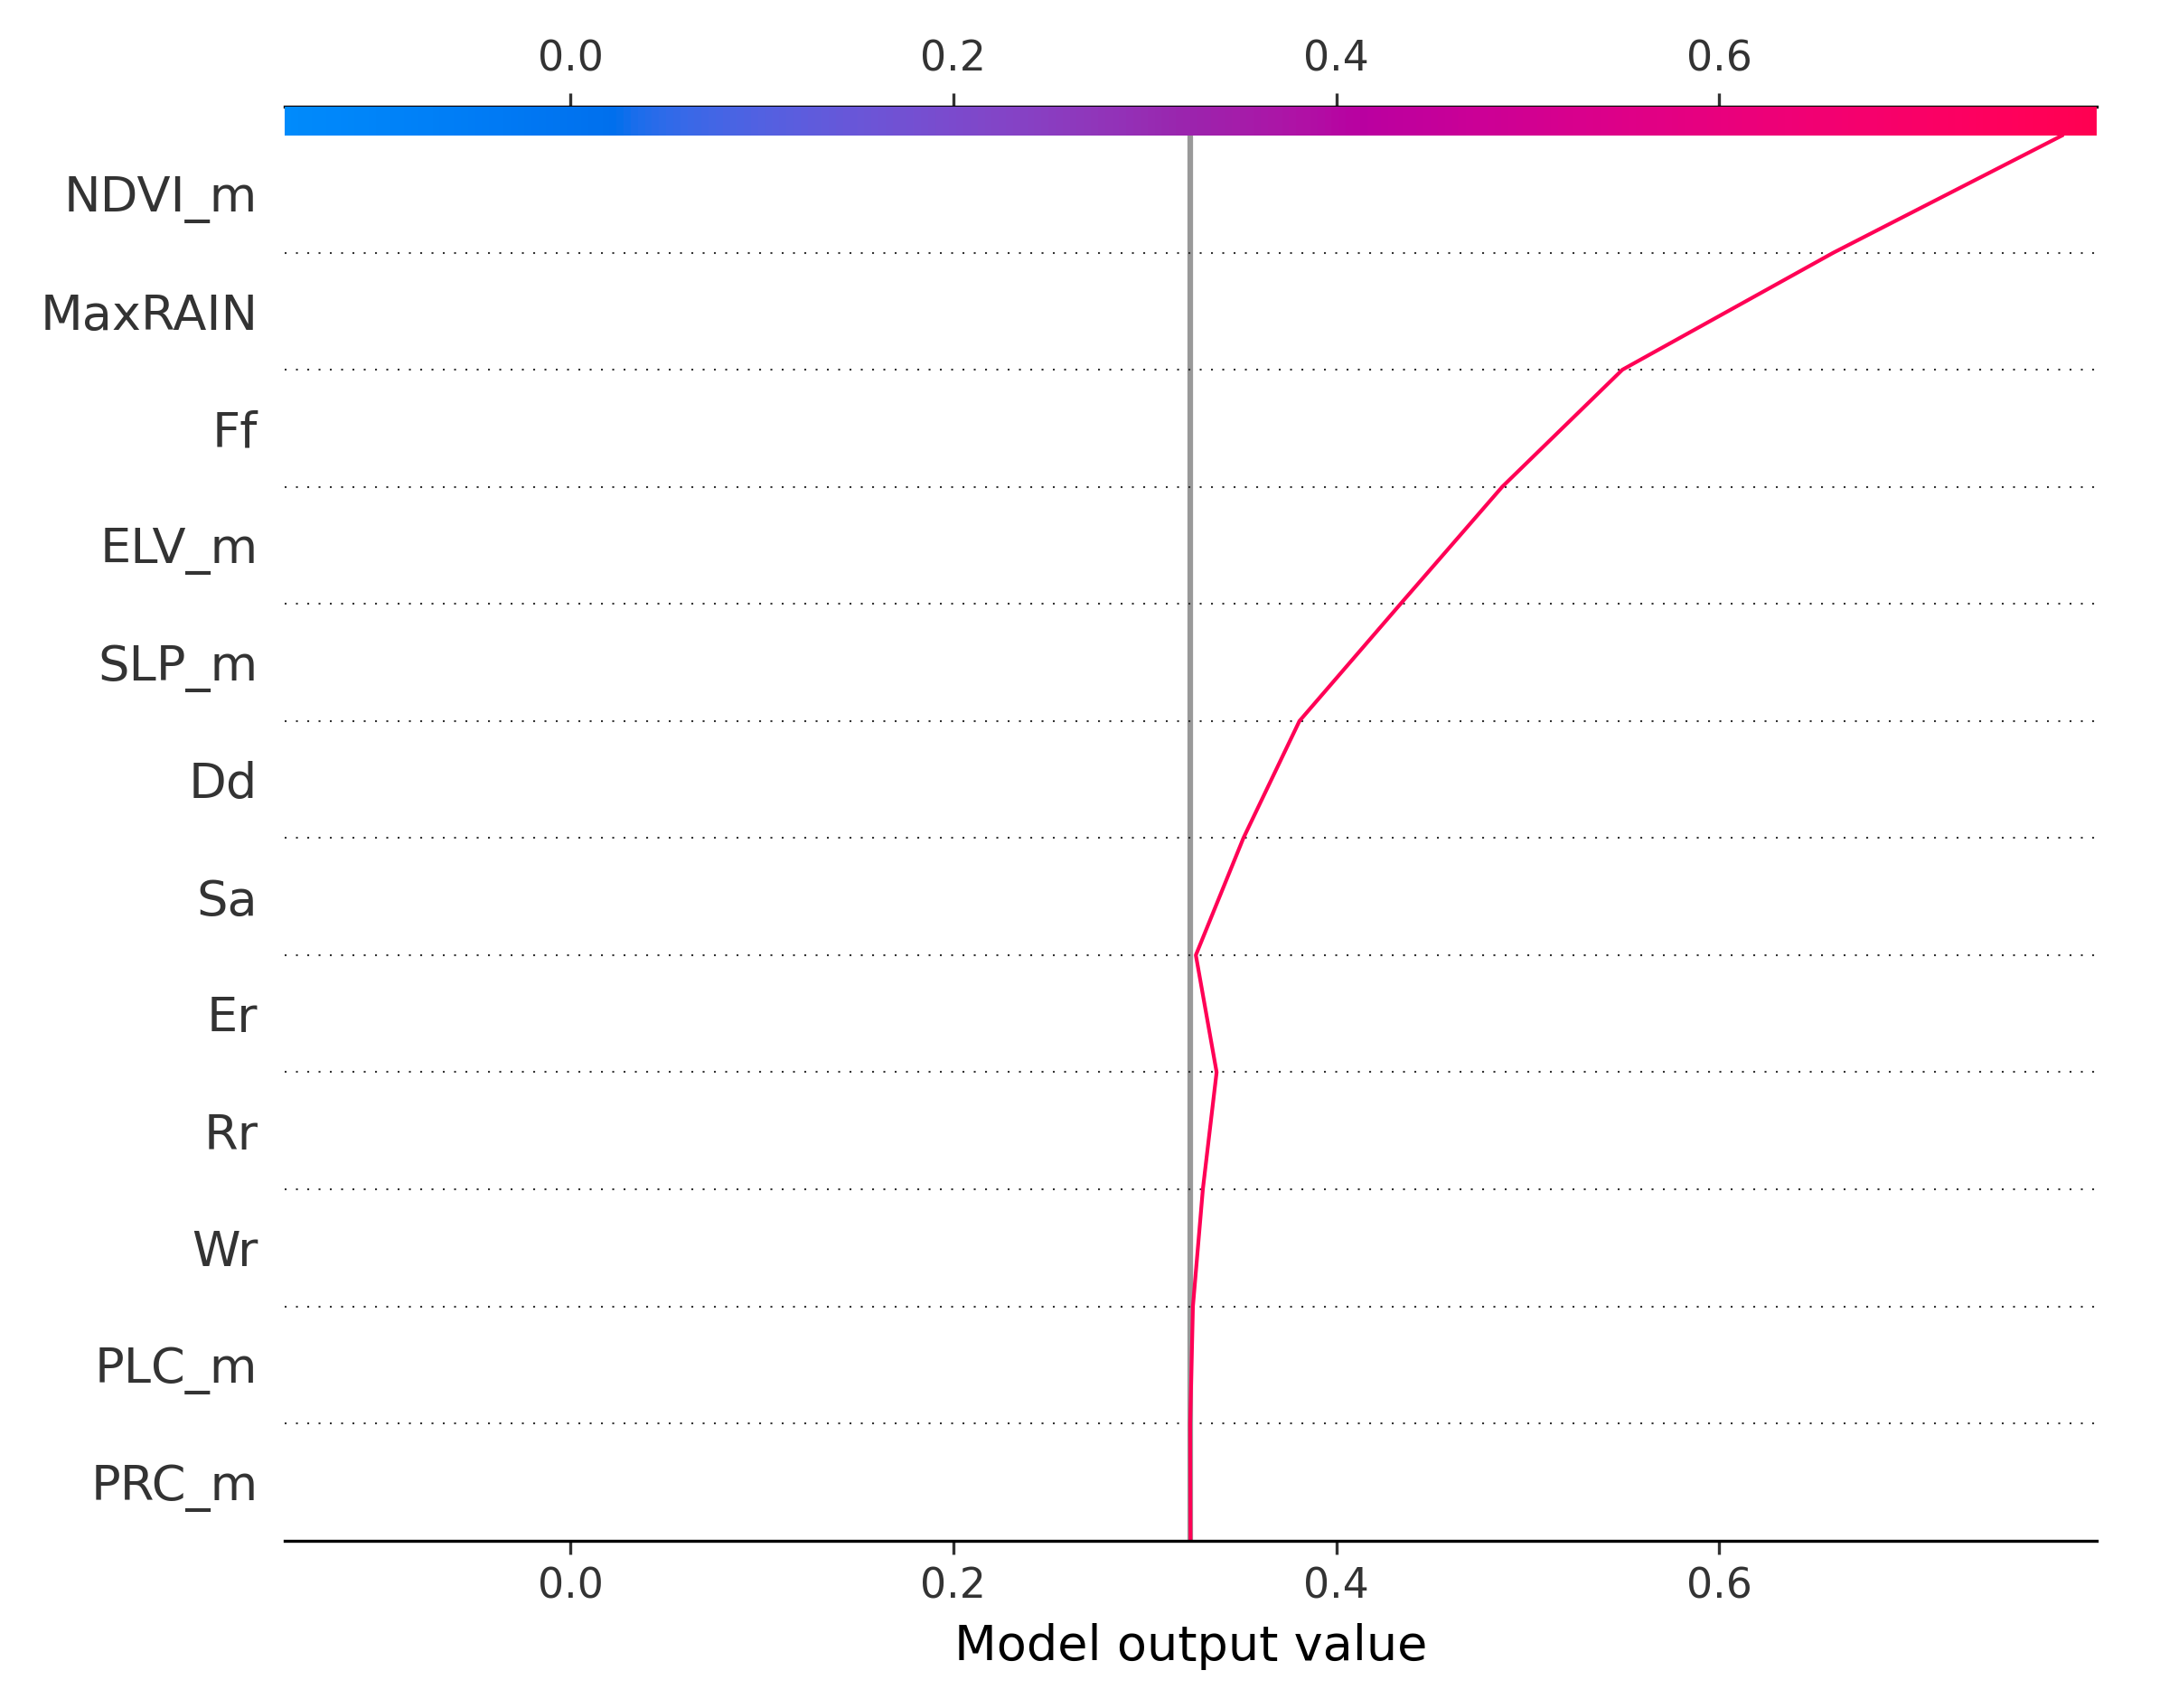 0.0 0.2 0.4 0.6
NDVI_m
MaxRAIN
Ff
ELV_m
SLP_m
Dd
Sa
Er
Rr
Wr
PLC_m
PRC_m
0.0 0.2 0.4 0.6
Model output value